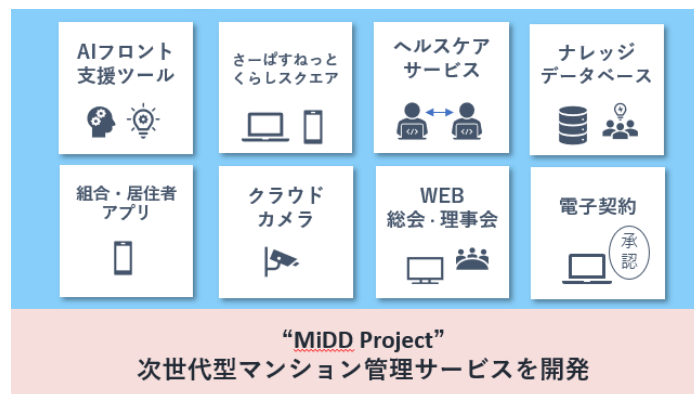 AIフロント
支援ツール
さーぱすねっと
くらしスクエア
ヘルスケア
サービス
</>
</>
ナレッジ
データベース
組合・居住者
アプリ
クラウド
カメラ
WEB
総会・理事会
電子契約
承
認
“MiDD Project”
次世代型マンション管理サービスを開発